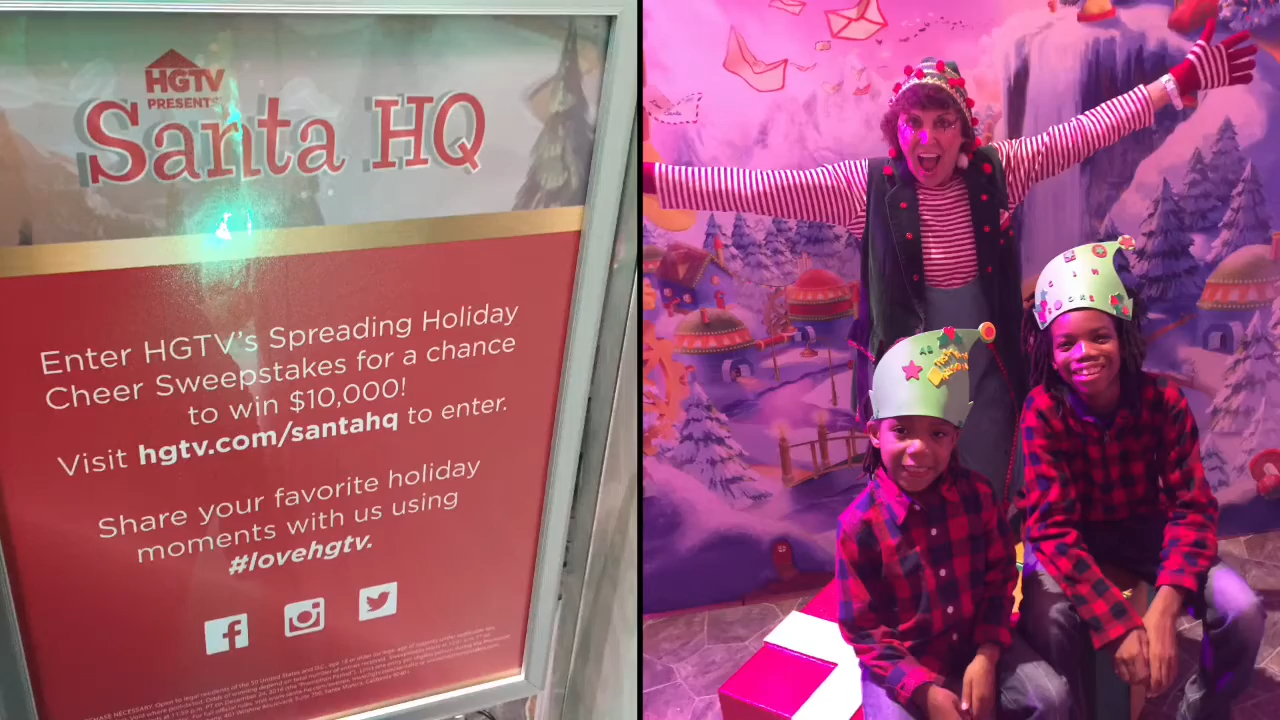 HGTV
PRESENTS
Santa HQ
Enter HGTV's Spreading Holiday
Cheer Sweepstakes for a chance
to win $10,000!
Visit hgtv.com/santahq to enter.
Share your favorite holiday
moments with us using
#lovehgtv.